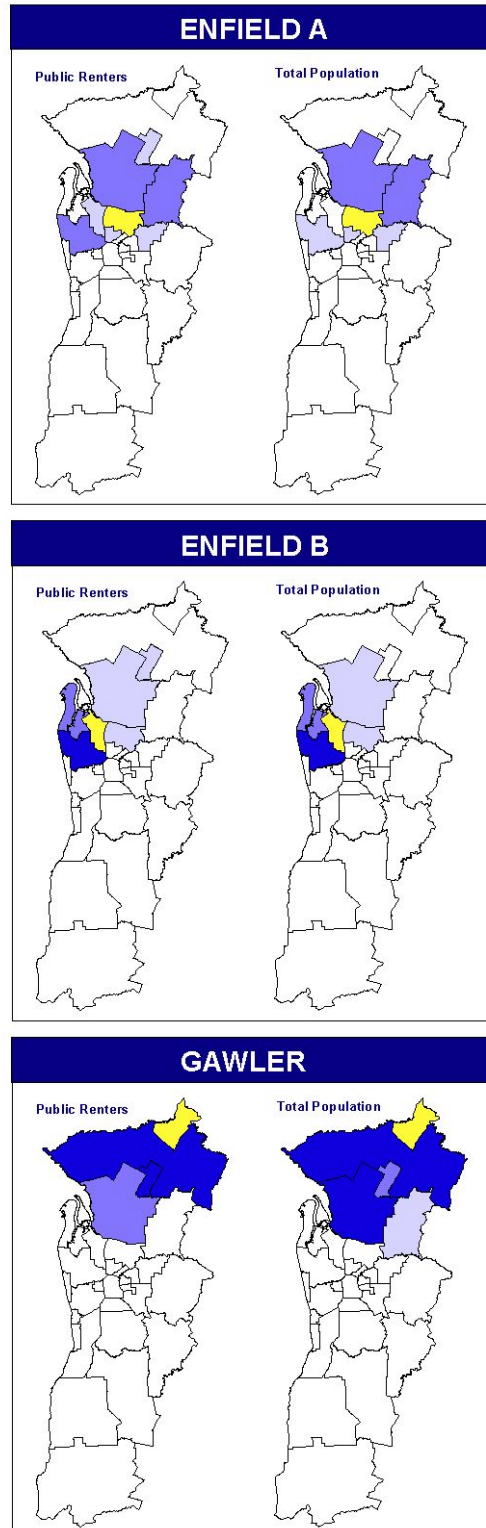 ENFIELD A
Public Renters
Total Population
ENFIELD B
Public Renters
Total Population
GAWLER
Public Renters
Total Population